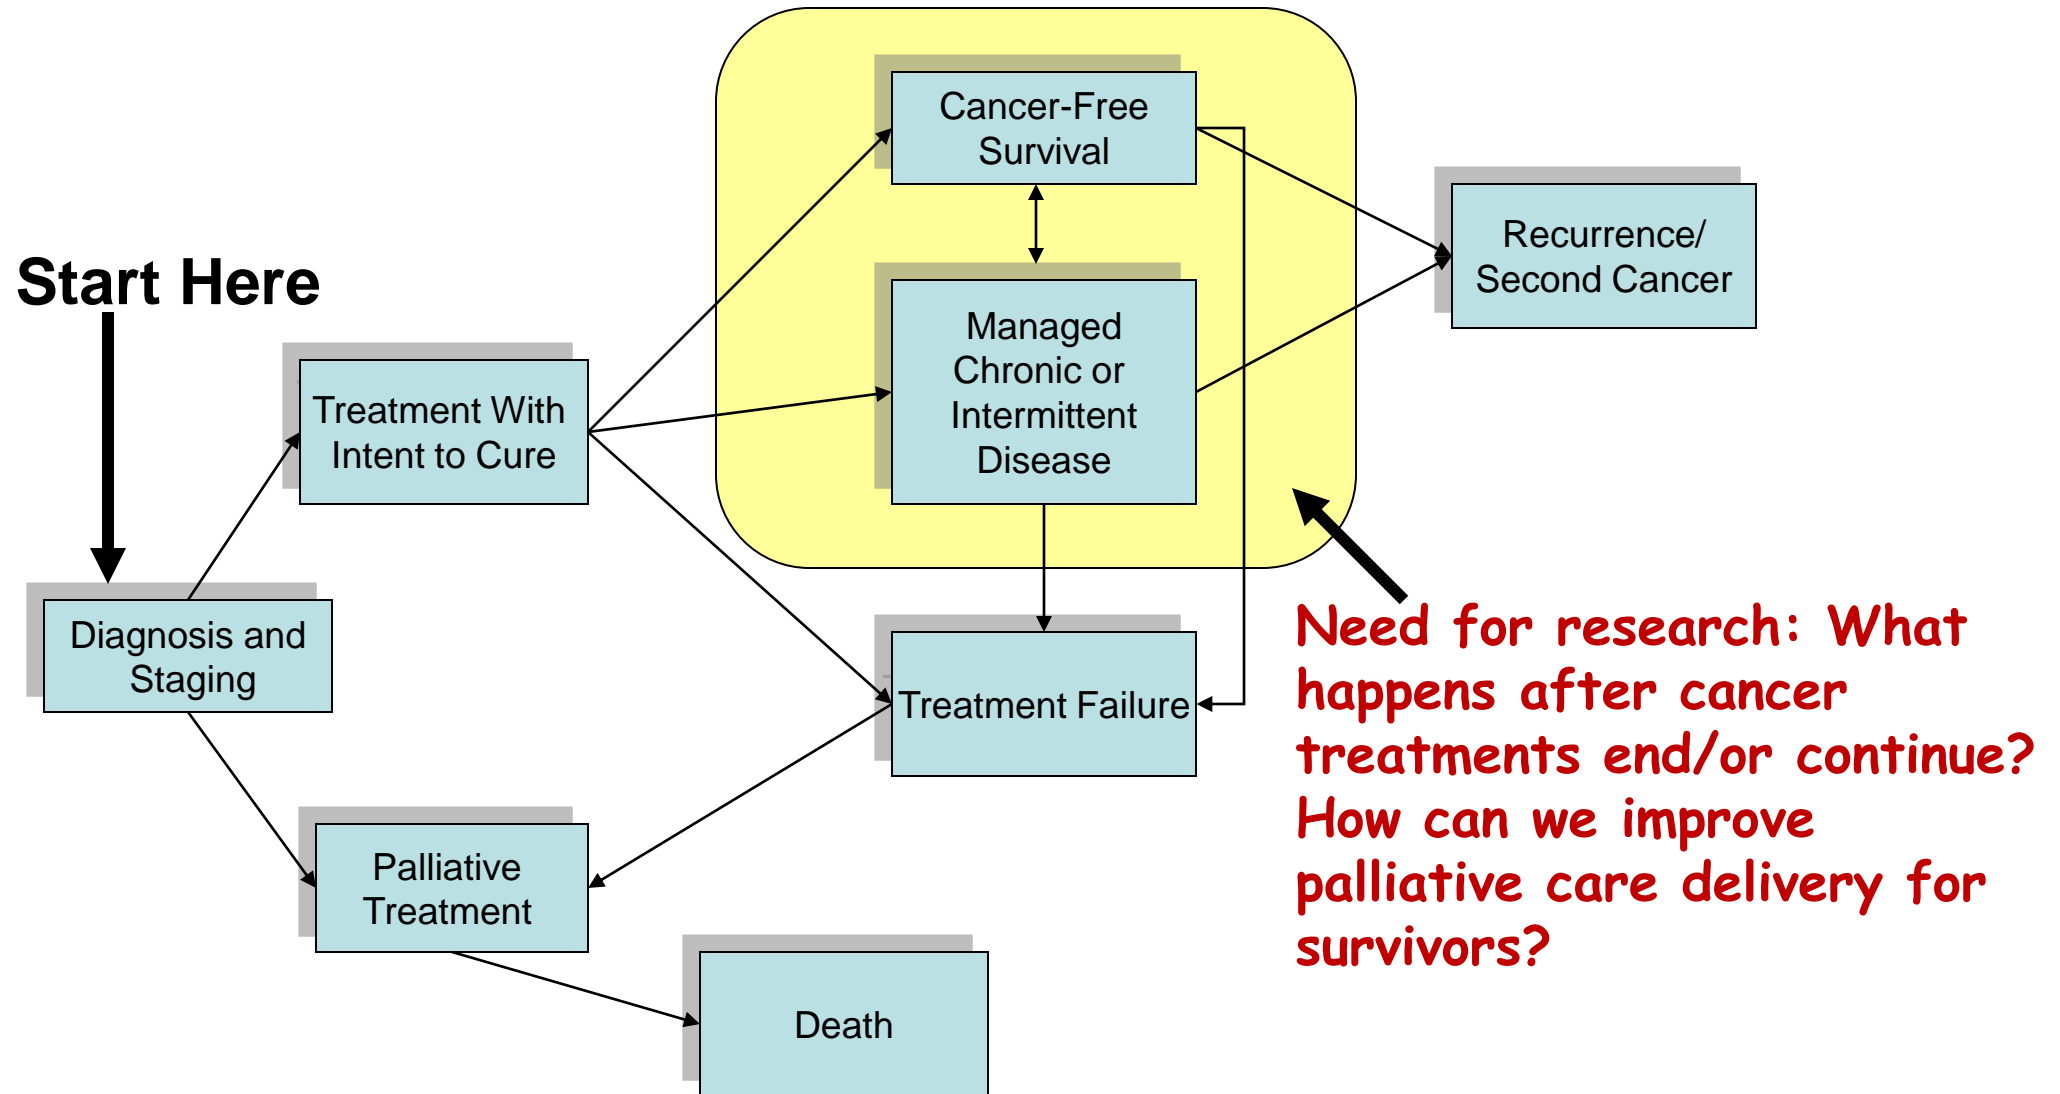 Cancer-Free
Survival
Recurrence/
Second Cancer
Start Here
Managed
Chronic or
Intermittent
Disease
Treatment With
Intent to Cure
Diagnosis and
Staging
Treatment Failure
Need for research: What
happens after cancer
treatments end/or continue?
How can we improve
palliative care delivery for
survivors?
Palliative
Treatment
Death